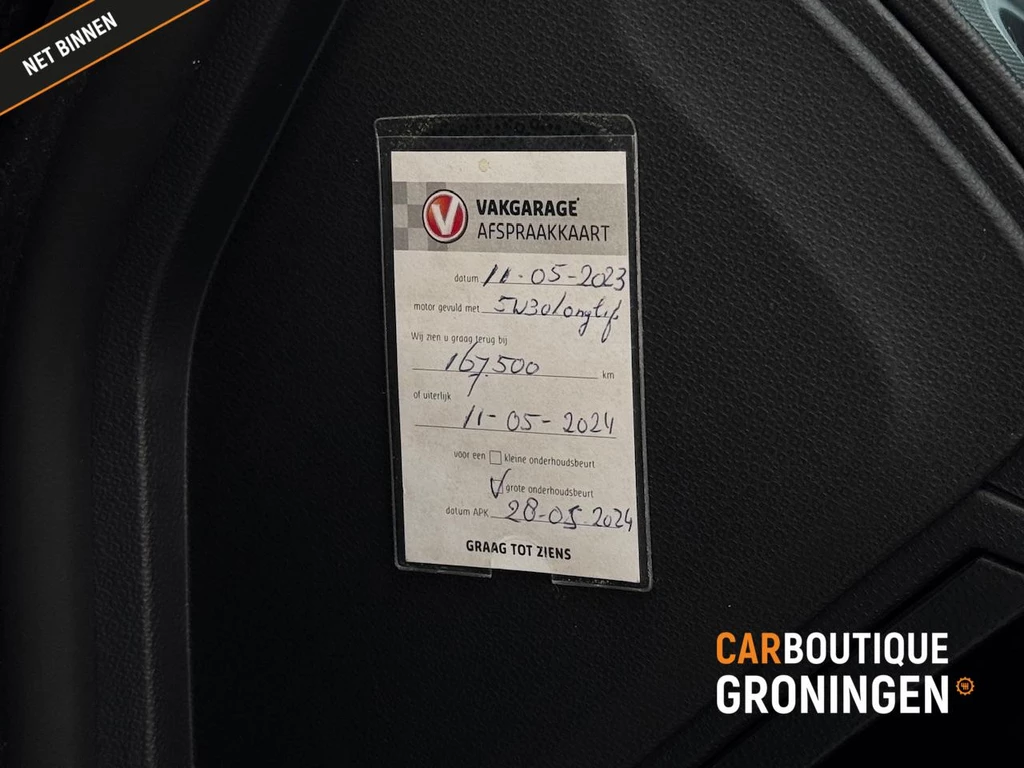 NET BINNEN
V VAKGARAGE
AFSPRAAKKAART
datum 11-05-2023
motor gevuld met 5W30 longlife
Wij zien u graag terug bij
167.500 km
of uiterlijk
11-05-2024
voor een kleine onderhoudsbeurt
grote onderhoudsbeurt
datum APK 28-05-2024
GRAAG TOT ZIENS
CARBOUTIQUE
GRONINGEN